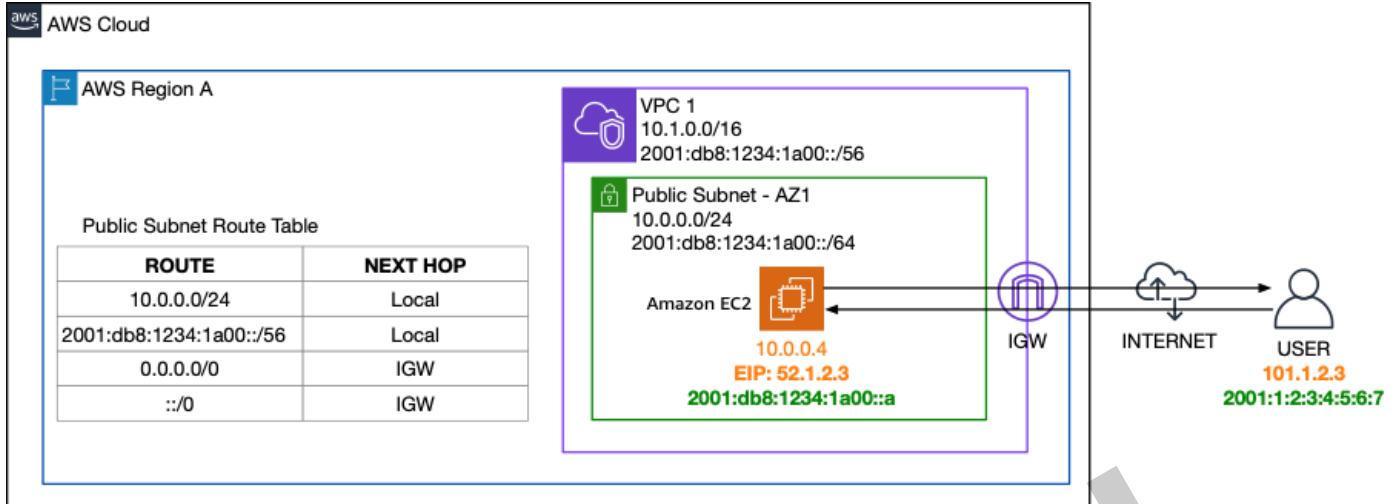 aws
AWS Cloud
AWS Region A
VPC 1
10.1.0.0/16
2001:db8:1234:1a00::/56
Public Subnet - AZ1
10.0.0.0/24
2001:db8:1234:1a00::/64
Public Subnet Route Table
ROUTE NEXT HOP
10.0.0.0/24 Local
2001:db8:1234:1a00::/56 Local
0.0.0.0/0 IGW
::/0 IGW
Amazon EC2
10.0.0.4
EIP: 52.1.2.3
2001:db8:1234:1a00::a
IGW
INTERNET
USER
101.1.2.3
2001:1:2:3:4:5:6:7